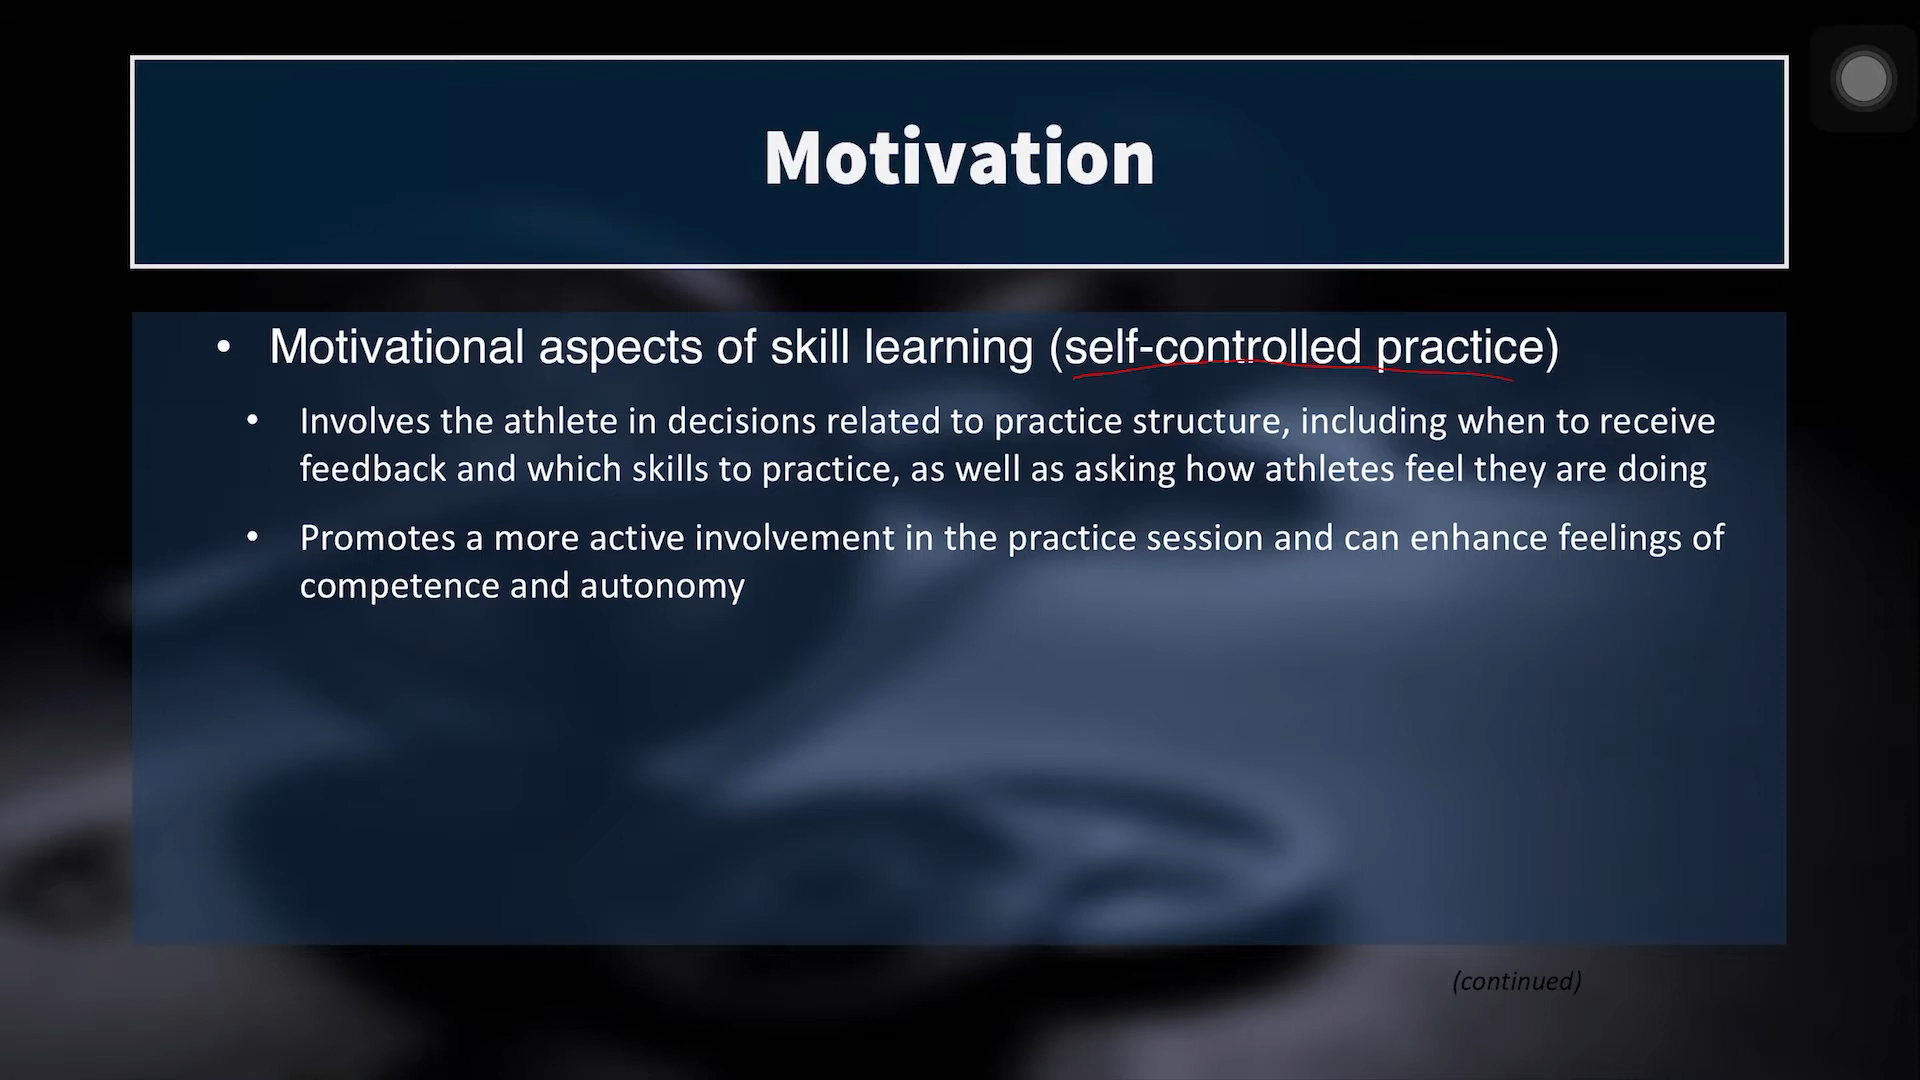 Motivation
• Motivational aspects of skill learning (self-controlled practice)
• Involves the athlete in decisions related to practice structure, including when to receive
feedback and which skills to practice, as well as asking how athletes feel they are doing
• Promotes a more active involvement in the practice session and can enhance feelings of
competence and autonomy
(continued)